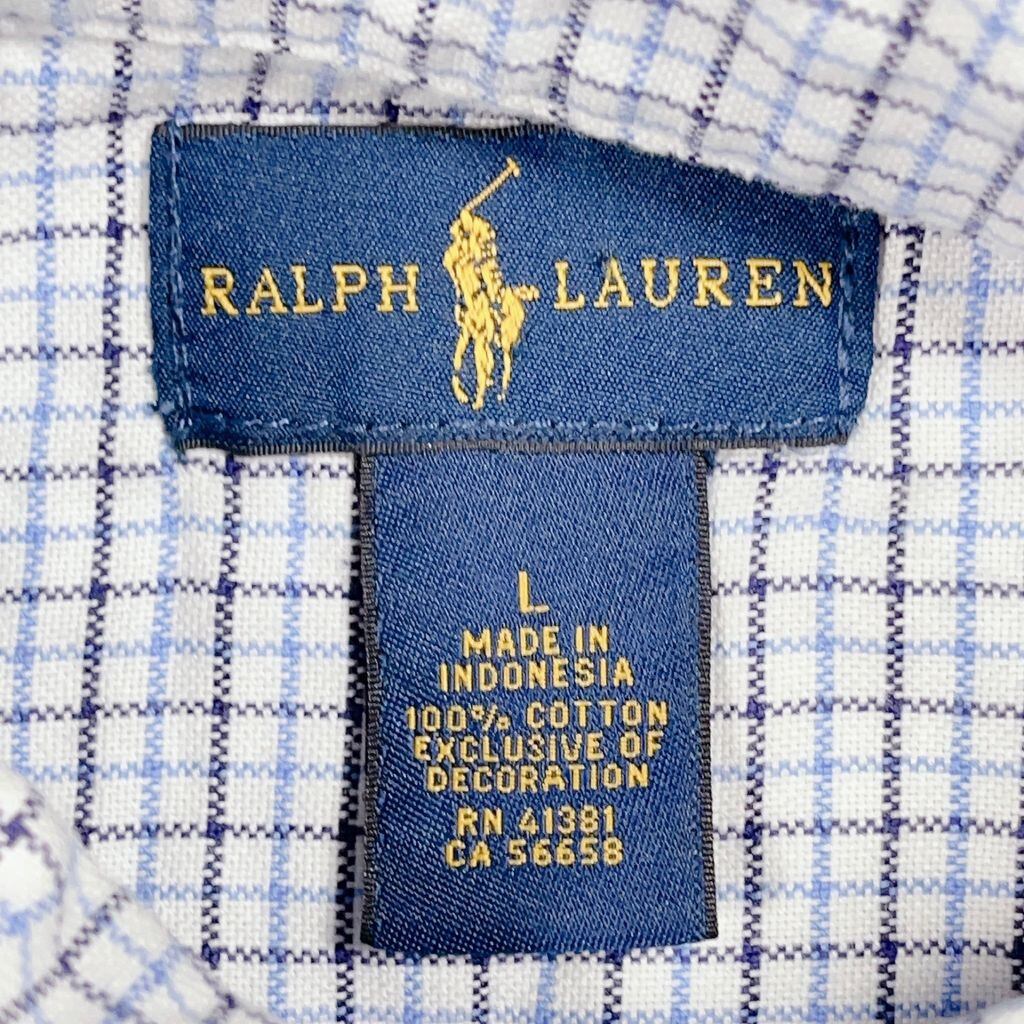 RALPH LAUREN
L
MADE IN
INDONESIA
100% COTTON
EXCLUSIVE OF
DECORATION
RN 41381
CA 56658